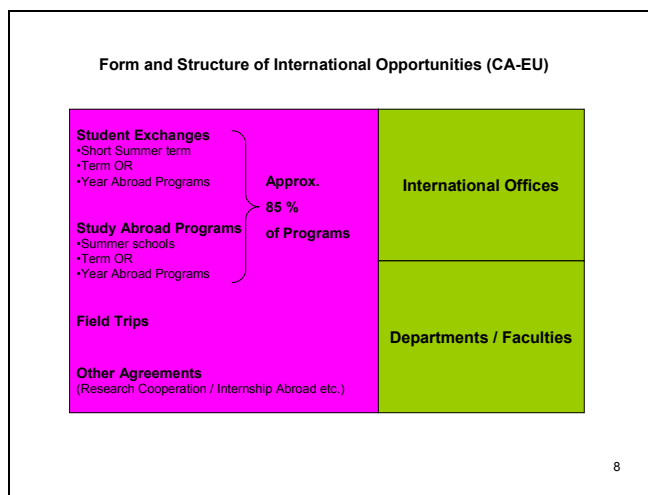 Form and Structure of International Opportunities (CA-EU)
Student Exchanges
•Short Summer term
•Term OR
•Year Abroad Programs
Study Abroad Programs
•Summer schools
•Term OR
•Year Abroad Programs
Approx.
85 %
of Programs
Field Trips
Other Agreements
(Research Cooperation / Internship Abroad etc.)
International Offices
Departments / Faculties
8